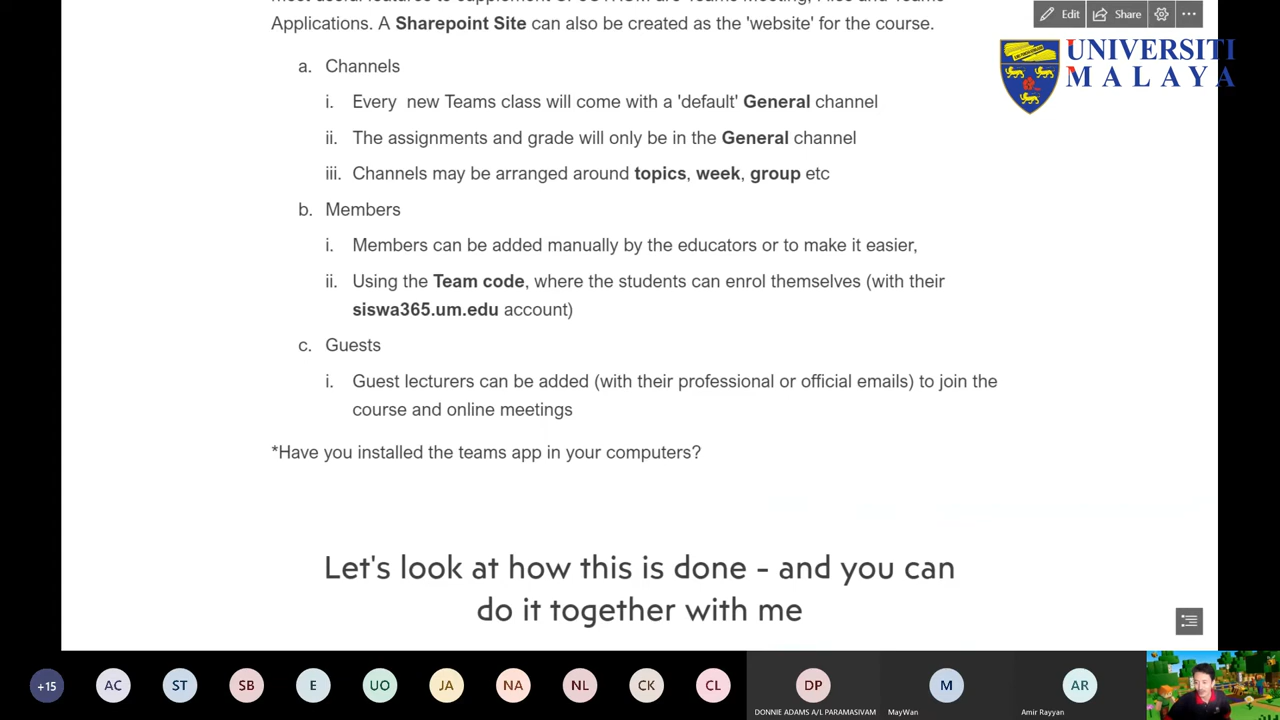 Applications. A Sharepoint Site can also be created as the 'website' for the course.
Edit
Share
UNIVERSITI
MALAYA
a. Channels
i. Every new Teams class will come with a 'default' General channel
ii. The assignments and grade will only be in the General channel
iii. Channels may be arranged around topics, week, group etc
b. Members
i. Members can be added manually by the educators or to make it easier,
ii. Using the Team code, where the students can enrol themselves (with their
siswa365.um.edu account)
c. Guests
i. Guest lecturers can be added (with their professional or official emails) to join the
course and online meetings
*Have you installed the teams app in your computers?
Let's look at how this is done - and you can
do it together with me
+15
AC
ST
SB
E
UO
JA
NA
NL
CK
CL
DP
M
AR
DONNIE ADAMS A/L PARAMASIVAM
MayWan
Amir Rayyan